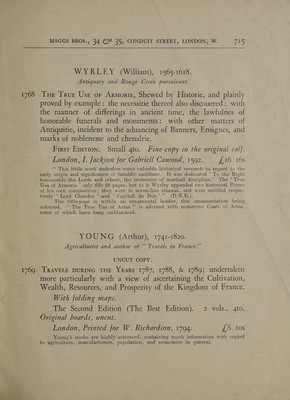 MAGGS BROS., 34 & 35, CONDUIT STREET, LONDON, W. 715
WYRLEY (William), 1565-1618.
Antiquary and Rouge Croix pursuivant.
1768 THE TRUE USE OF ARMORIE, Shewed by Historic, and plainly
proved by example: the necessitie thereof also discouered: with
the manner of differings in ancient time, the lawfulnes of
honorable funerals and moniments: with other matters of
Antiquitie, incident to the aduancing of Banners, Ensignes, and
marks of noblenesse and chevalrie.
FIRST EDITION. Small 4to. Fine copy in the original calf.
London, I. Jackson for Gabriell Cawood, 1592. £16 16s
" This little work embodies some valuable historical research in regard to the
early origin and significance of heraldic emblems. It was dedicated ' To the Right
honourable the Lords and others, the professors of martiall discipline.' The ' True
Use of Armorie ' only fills 28 pages, but to it Wyrley appended two historical Poems
of his own composition; they were in seven-line stanzas, and were entitled respec-
tively ' Lord Chandos ' and ' Capitall de Buz.' "—(D.N.B.).
The title-page is within an ornamental border, this ornamentation being
coloured. " The True Use of Arms " is adorned with numerous Coats of Arms,
some of which have been emblazoned.
YOUNG (Arthur), 1741-1820.
Agriculturist and author of " Travels in France."
UNCUT COPY.
1769 TRAVELS DURING THE YEARS 1787, 1788, & 1789; undertaken
more particularly with a view of ascertaining the Cultivation,
Wealth, Resources, and Prosperity of the Kingdom of France.
With folding maps.
The Second Edition (The Best Edition). 2 vols., 4to.
Original boards, uncut.
London, Printed for W. Richardson, 1794. £6 10s
Young's works are highly esteemed, containing much information with regard
to agriculture, manufactures, population, and economics in general.